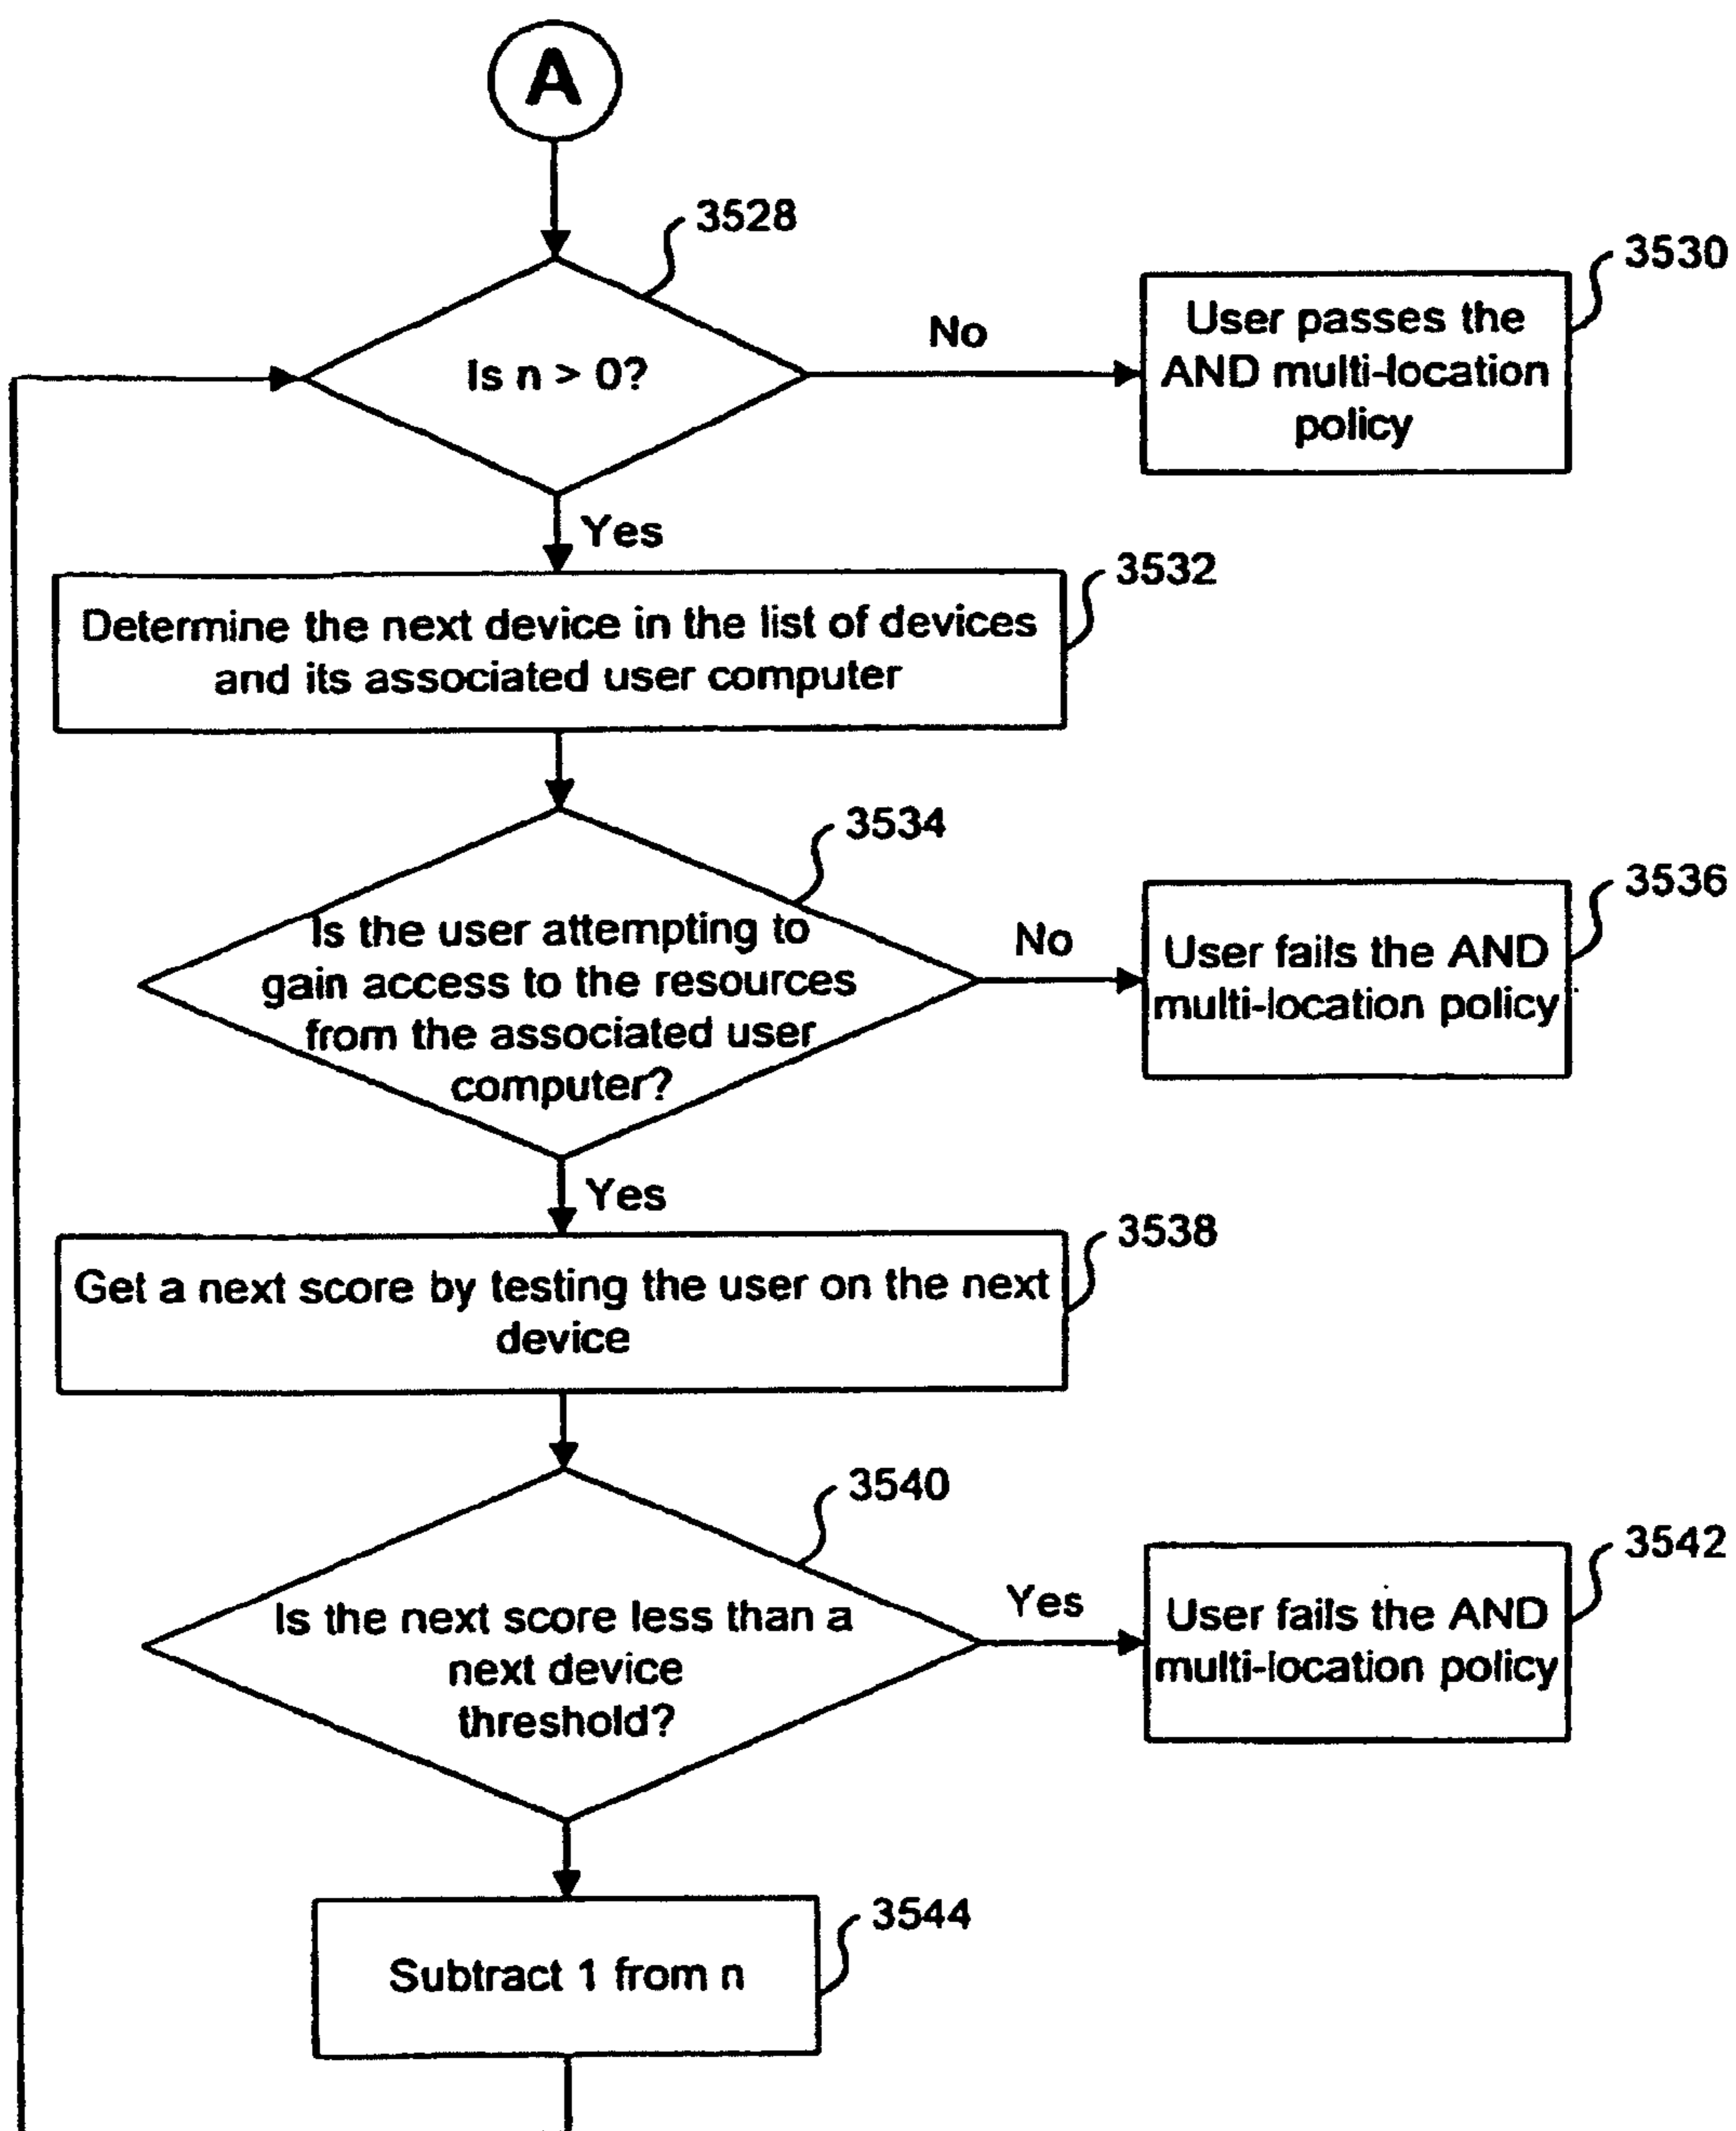 A
3528
Is n > 0?
No
3530
User passes the
AND multi-location
policy
Yes
3532
Determine the next device in the list of devices
and its associated user computer
3534
Is the user attempting to
gain access to the resources
from the associated user
computer?
No
3536
User fails the AND
multi-location policy
Yes
3538
Get a next score by testing the user on the next
device
3540
Is the next score less than a
next device
threshold?
Yes
3542
User fails the AND
multi-location policy
3544
Subtract 1 from n